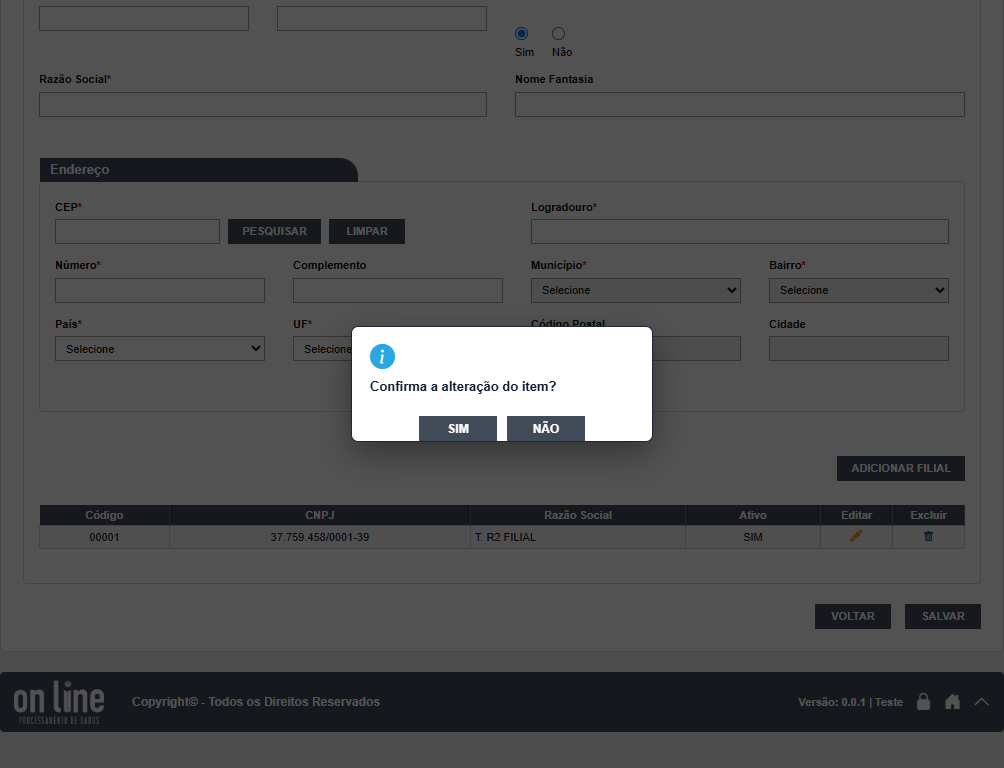 Sim Não
Razão Social* Nome Fantasia
Endereço
CEP* Logradouro*
PESQUISAR LIMPAR
Número* Complemento Município* Bairro*
Selecione Selecione
País* UF* Código Postal Cidade
Selecione Selecione
i
Confirma a alteração do item?
SIM NÃO
ADICIONAR FILIAL
Código CNPJ Razão Social Ativo Editar Excluir
00001 37.759.458/0001-39 T. R2 FILIAL SIM
VOLTAR SALVAR
on line
PORCESSAMENTO DE DADOS
Copyright© - Todos os Direitos Reservados
Versão: 0.0.1 | Teste